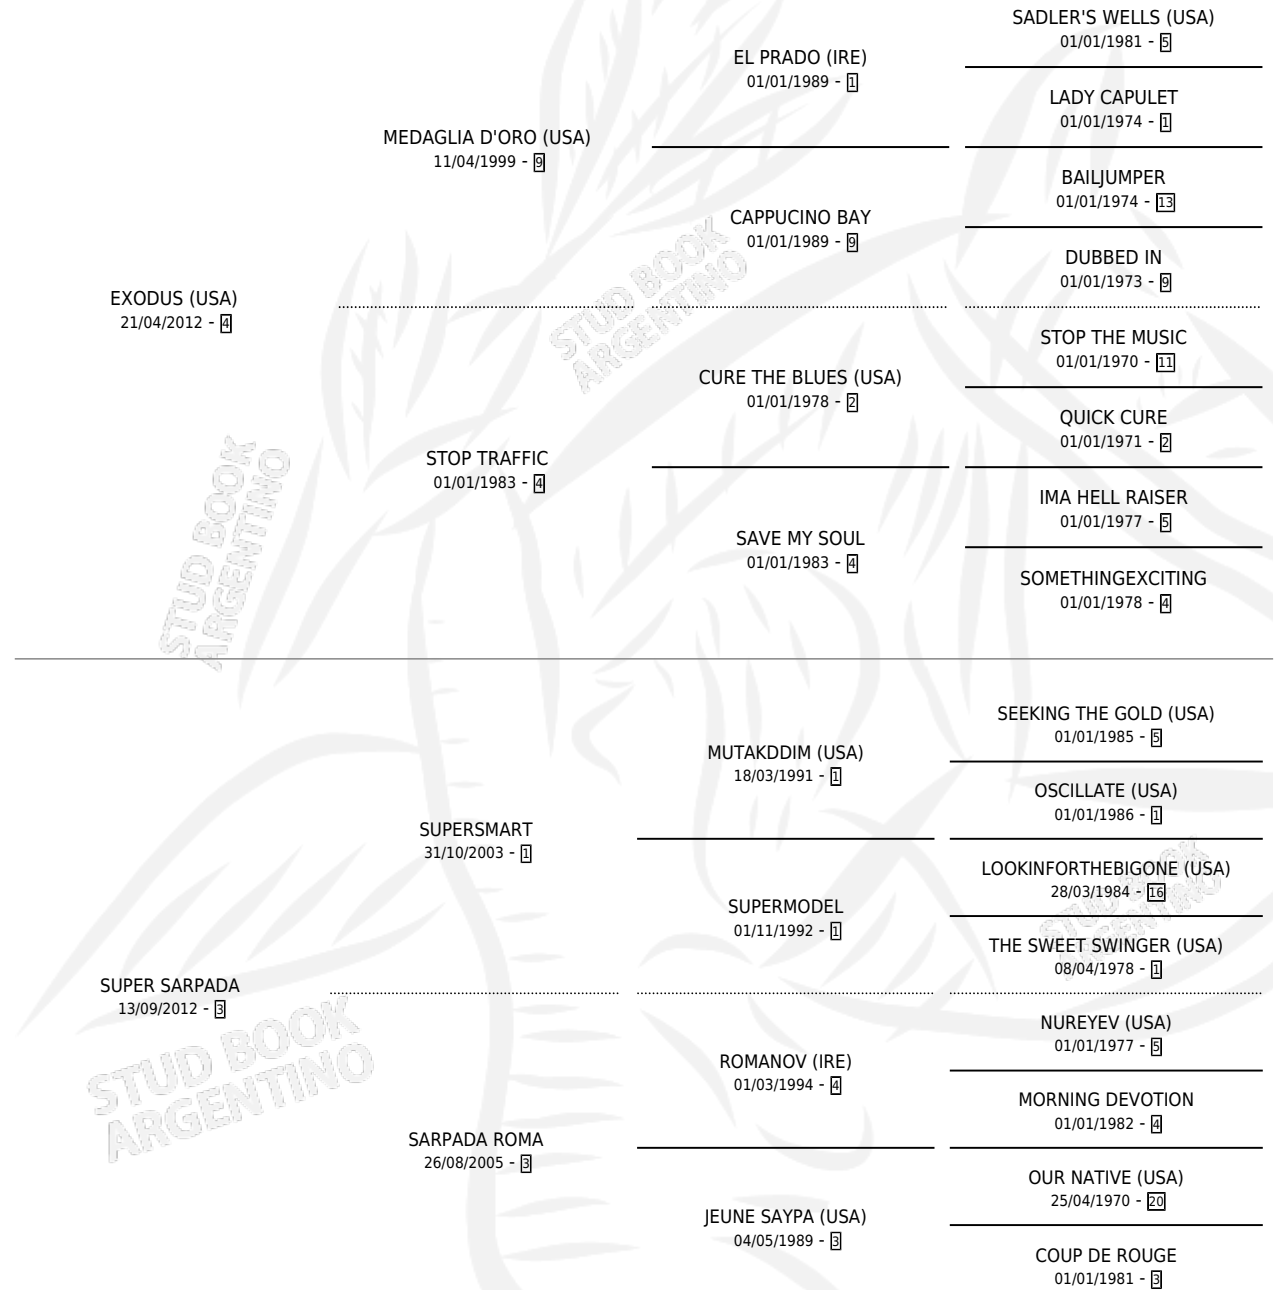 SADLER'S WELLS (USA)
01/01/1981 - 5
EL PRADO (IRE)
01/01/1989 - 1
LADY CAPULET
01/01/1974 - 1
MEDAGLIA D'ORO (USA)
11/04/1999 - 9
BAILJUMPER
01/01/1974 - 13
CAPPUCINO BAY
01/01/1989 - 9
DUBBED IN
01/01/1973 - 9
EXODUS (USA)
21/04/2012 - 4
STOP THE MUSIC
01/01/1970 - 11
CURE THE BLUES (USA)
01/01/1978 - 2
QUICK CURE
01/01/1971 - 2
STOP TRAFFIC
01/01/1983 - 4
IMA HELL RAISER
01/01/1977 - 5
SAVE MY SOUL
01/01/1983 - 4
SOMETHINGEXCITING
01/01/1978 - 4
SEEKING THE GOLD (USA)
01/01/1985 - 5
MUTAKDDIM (USA)
18/03/1991 - 1
OSCILLATE (USA)
01/01/1986 - 1
SUPERSMART
31/10/2003 - 1
LOOKINFORTHEBIGONE (USA)
28/03/1984 - 16
SUPERMODEL
01/11/1992 - 1
THE SWEET SWINGER (USA)
08/04/1978 - 1
SUPER SARPADA
13/09/2012 - 3
NUREYEV (USA)
01/01/1977 - 5
ROMANOV (IRE)
01/03/1994 - 4
MORNING DEVOTION
01/01/1982 - 4
SARPADA ROMA
26/08/2005 - 3
OUR NATIVE (USA)
25/04/1970 - 20
JEUNE SAYPA (USA)
04/05/1989 - 3
COUP DE ROUGE
01/01/1981 - 3
STUD BOOK
ARGENTINO
STUD BOOK
ARGENTINO
STUD BOOK
ARGENTINO
STUD BOOK
ARGENTINO